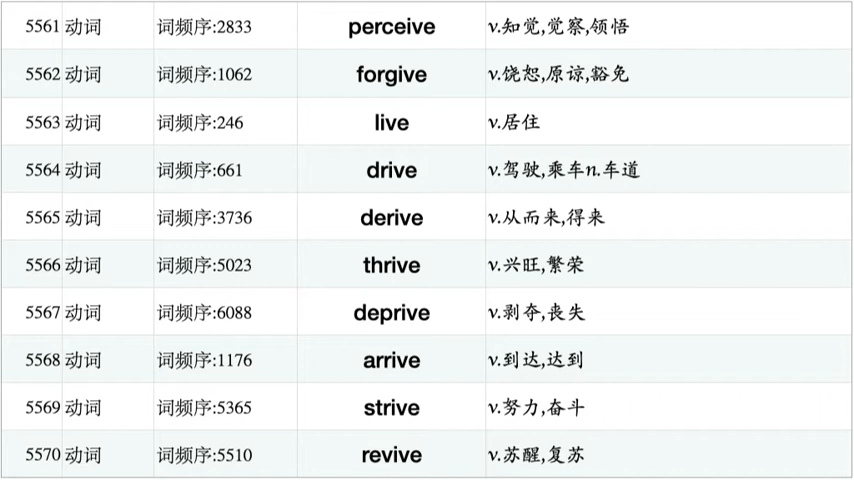 5561 动词 词频序:2833 perceive v.知觉,觉察,领悟
5562 动词 词频序:1062 forgive v.饶恕,原谅,豁免
5563 动词 词频序:246 live v.居住
5564 动词 词频序:661 drive v.驾驶,乘车n.车道
5565 动词 词频序:3736 derive v.从而来,得来
5566 动词 词频序:5023 thrive v.兴旺,繁荣
5567 动词 词频序:6088 deprive v.剥夺,丧失
5568 动词 词频序:1176 arrive v.到达,达到
5569 动词 词频序:5365 strive v.努力,奋斗
5570 动词 词频序:5510 revive v.苏醒,复苏